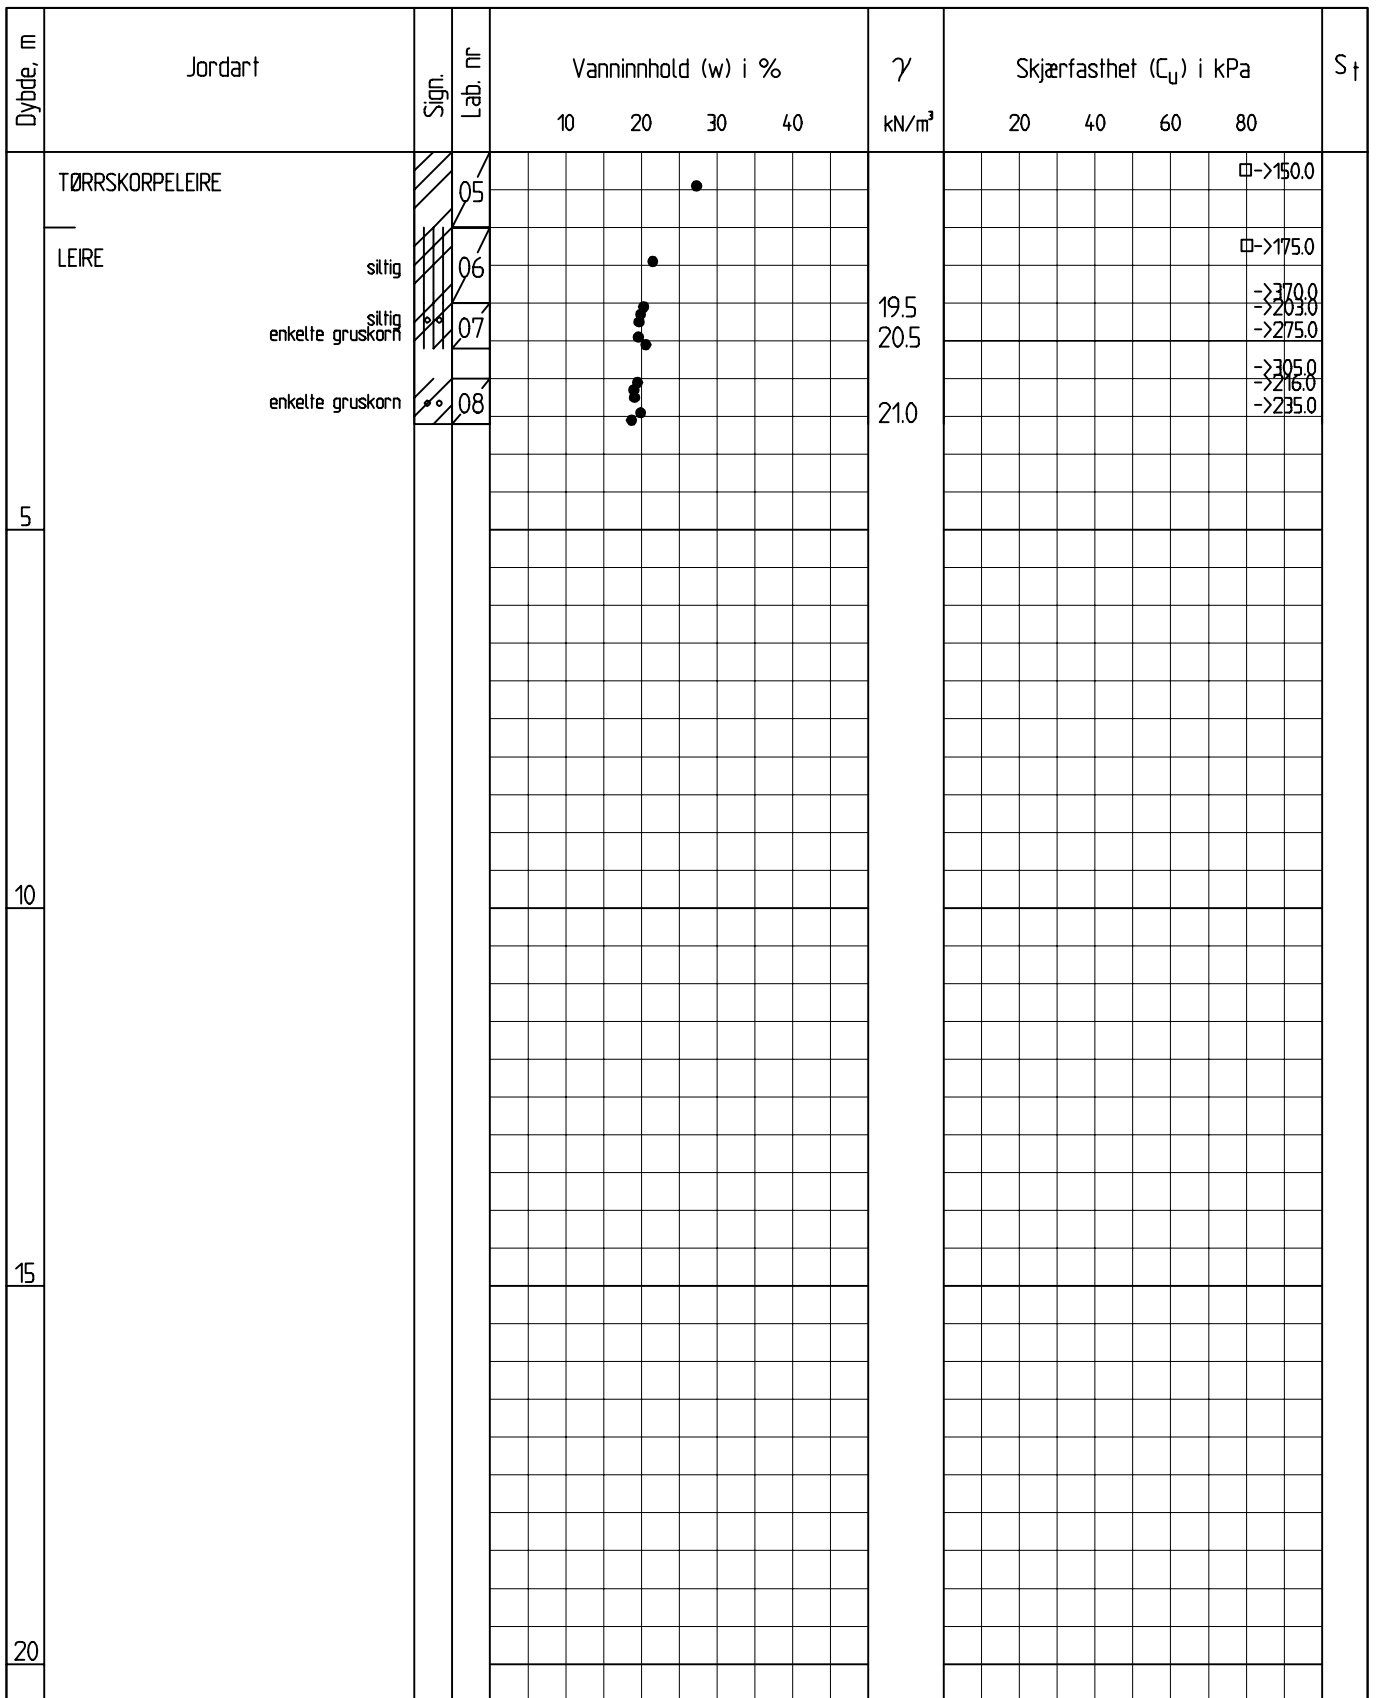 Dybde, m
Jordart
Sign.
Lab. nr
Vanninnhold (w) i %
10 20 30 40
γ
kN/m³
Skjærfasthet (Cu) i kPa
20 40 60 80
St
TØRRSKORPELEIRE
05
->150.0
LEIRE
siltig
06
->175.0
->370.0
siltig
enkelte gruskorn
07
19.5
20.5
->203.0
->275.0
->305.0
->216.0
enkelte gruskorn
08
21.0
->235.0
5
10
15
20